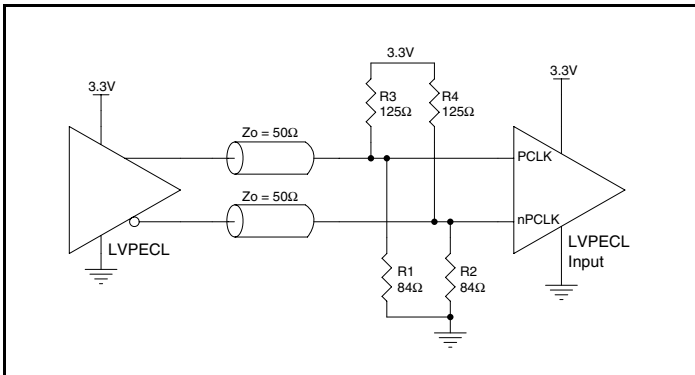 3.3V
3.3V
3.3V
R3
125Ω
R4
125Ω
Zo = 50Ω
PCLK
Zo = 50Ω
nPCLK
LVPECL
LVPECL
Input
R1
84Ω
R2
84Ω